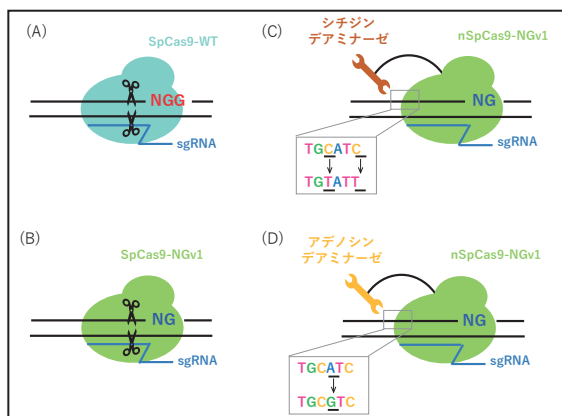 (A)
SpCas9-WT
NGG
sgRNA
(B)
SpCas9-NGv1
NG
sgRNA
(C)
シチジン
デアミナーゼ
nSpCas9-NGv1
NG
sgRNA
TGCATC
TGTATT
(D)
アデノシン
デアミナーゼ
nSpCas9-NGv1
NG
sgRNA
TGCATC
TGCGTC